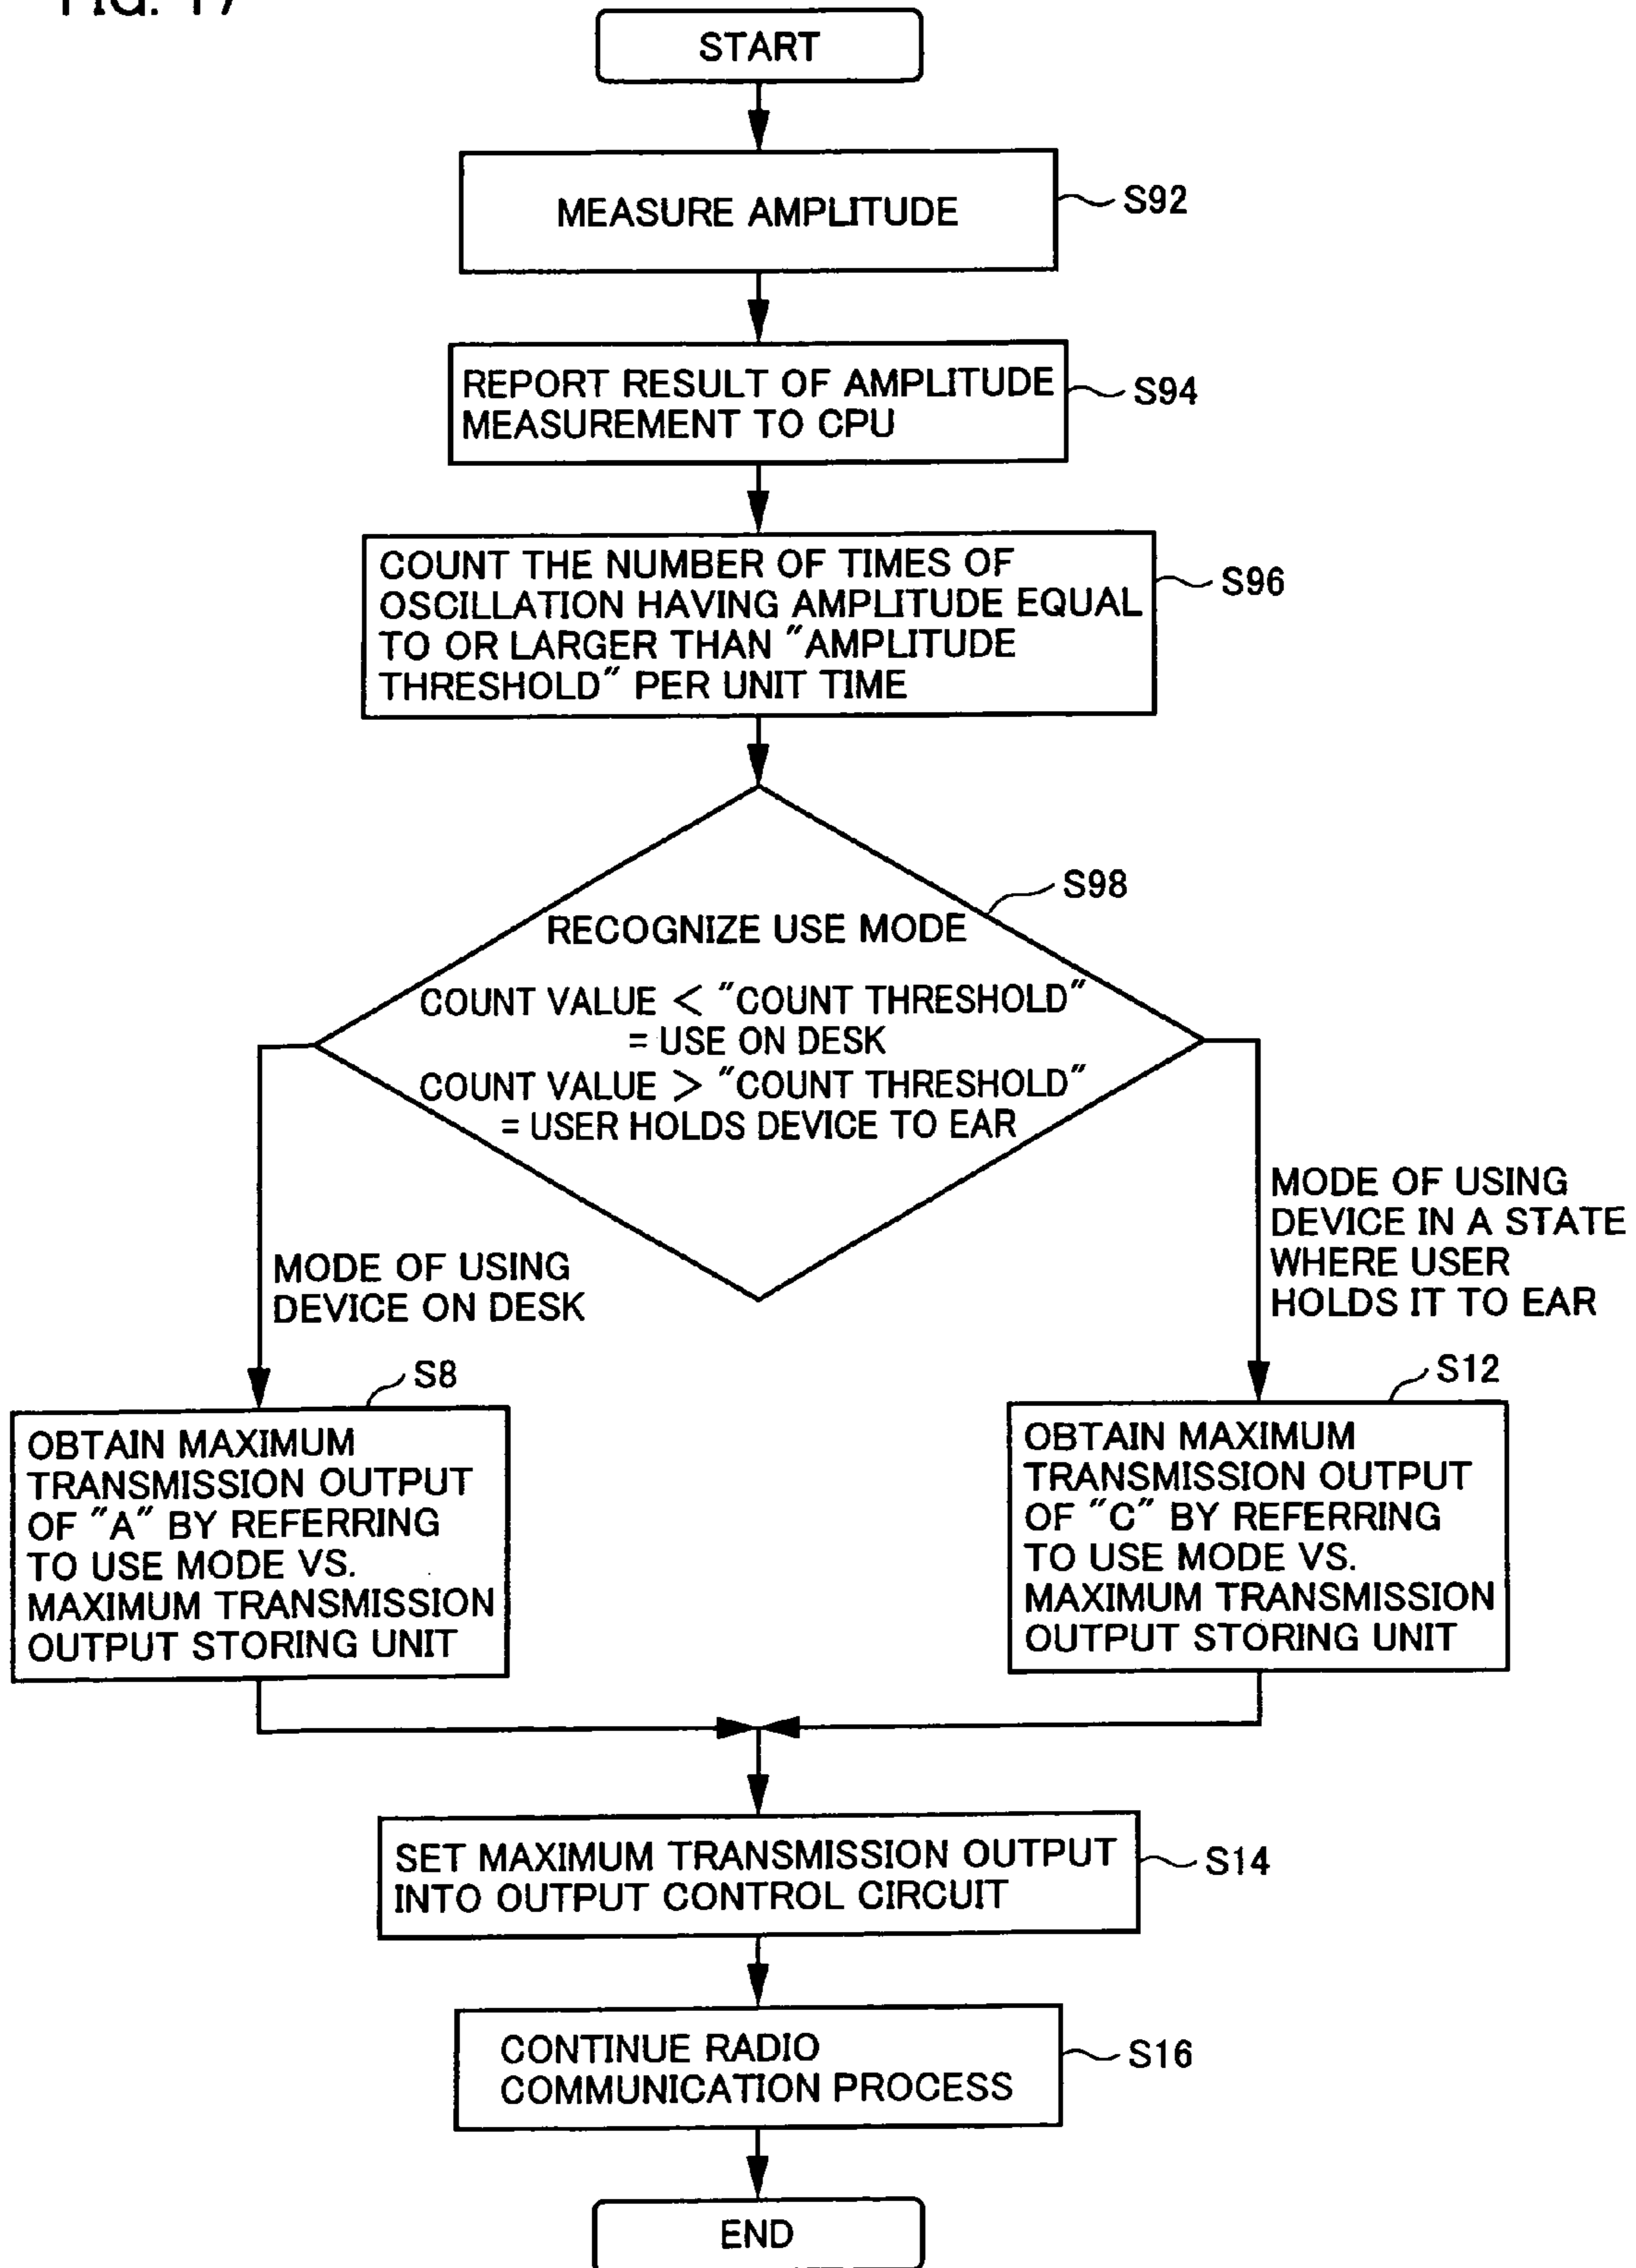 FIG. 17
START
MEASURE AMPLITUDE
S92
REPORT RESULT OF AMPLITUDE
MEASUREMENT TO CPU
S94
COUNT THE NUMBER OF TIMES OF
OSCILLATION HAVING AMPLITUDE EQUAL
TO OR LARGER THAN "AMPLITUDE
THRESHOLD" PER UNIT TIME
S96
S98
RECOGNIZE USE MODE
COUNT VALUE < "COUNT THRESHOLD"
= USE ON DESK
COUNT VALUE > "COUNT THRESHOLD"
= USER HOLDS DEVICE TO EAR
MODE OF USING
DEVICE ON DESK
MODE OF USING
DEVICE IN A STATE
WHERE USER
HOLDS IT TO EAR
S8
OBTAIN MAXIMUM
TRANSMISSION OUTPUT
OF "A" BY REFERRING
TO USE MODE VS.
MAXIMUM TRANSMISSION
OUTPUT STORING UNIT
S12
OBTAIN MAXIMUM
TRANSMISSION OUTPUT
OF "C" BY REFERRING
TO USE MODE VS.
MAXIMUM TRANSMISSION
OUTPUT STORING UNIT
SET MAXIMUM TRANSMISSION OUTPUT
INTO OUTPUT CONTROL CIRCUIT
S14
CONTINUE RADIO
COMMUNICATION PROCESS
S16
END